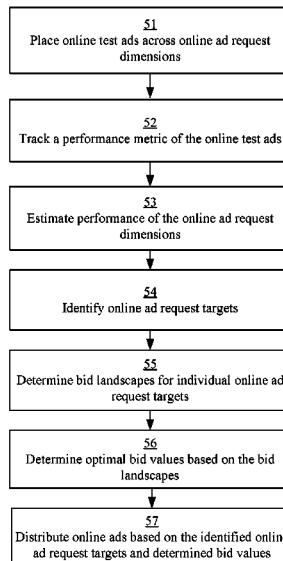 51
Place online test ads across online ad request
dimensions
52
Track a performance metric of the online test ads
53
Estimate performance of the online ad request
dimensions
54
Identify online ad request targets
55
Determine bid landscapes for individual online ad
request targets
56
Determine optimal bid values based on the bid
landscapes
57
Distribute online ads based on the identified online
ad request targets and determined bid values